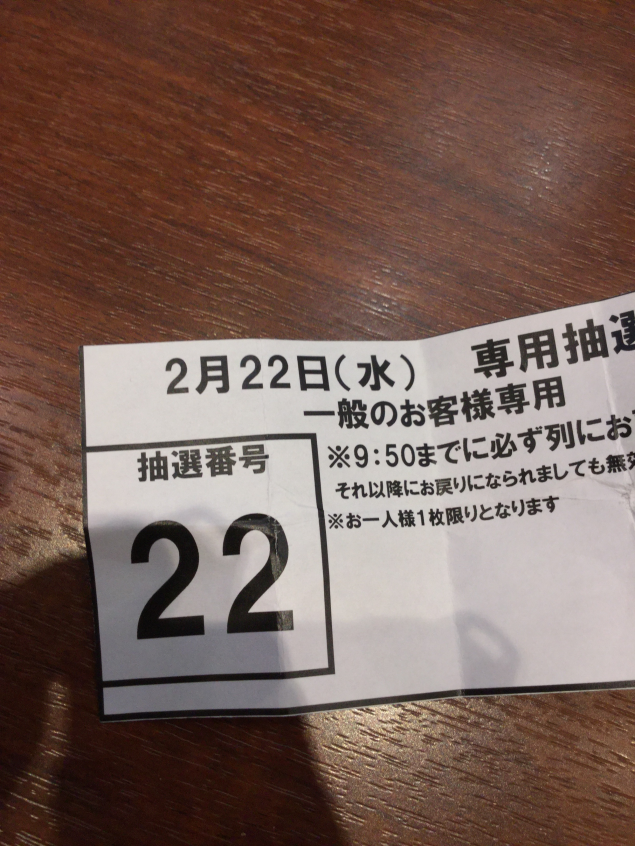 2月22日(水) 専用抽選
一般のお客様専用
抽選番号
22
※9:50までに必ず列にお
それ以降にお戻りになられましても無効
※お一人様1枚限りとなります